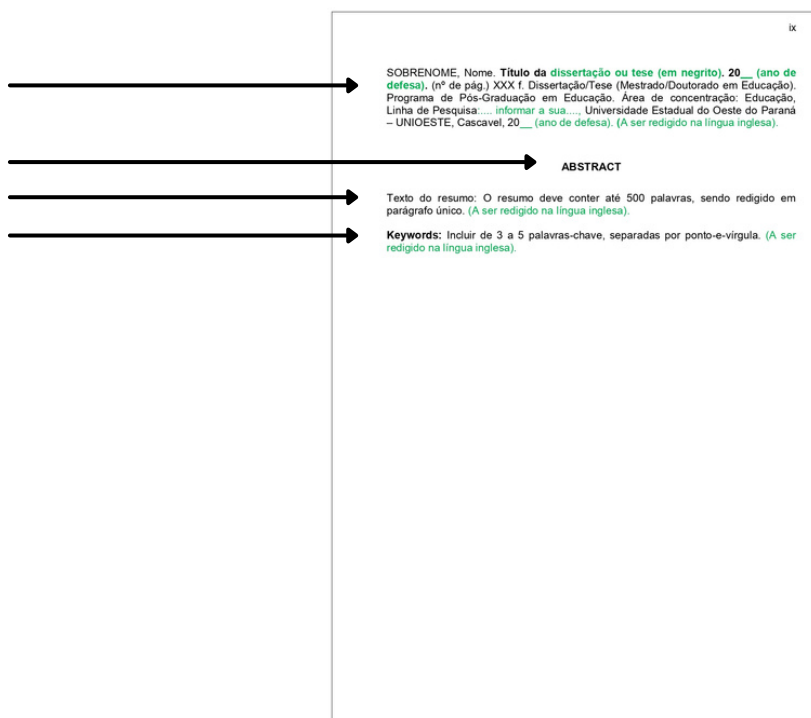 ix
SOBRENOME, Nome. Título da dissertação ou tese (em negrito). 20__ (ano de
defesa). (nº de pág.) XXX f. Dissertação/Tese (Mestrado/Doutorado em Educação).
Programa de Pós-Graduação em Educação. Área de concentração: Educação,
Linha de Pesquisa:.... informar a sua...., Universidade Estadual do Oeste do Paraná
– UNIOESTE, Cascavel, 20__ (ano de defesa). (A ser redigido na língua inglesa).
ABSTRACT
Texto do resumo: O resumo deve conter até 500 palavras, sendo redigido em
parágrafo único. (A ser redigido na língua inglesa).
Keywords: Incluir de 3 a 5 palavras-chave, separadas por ponto-e-vírgula. (A ser
redigido na língua inglesa).